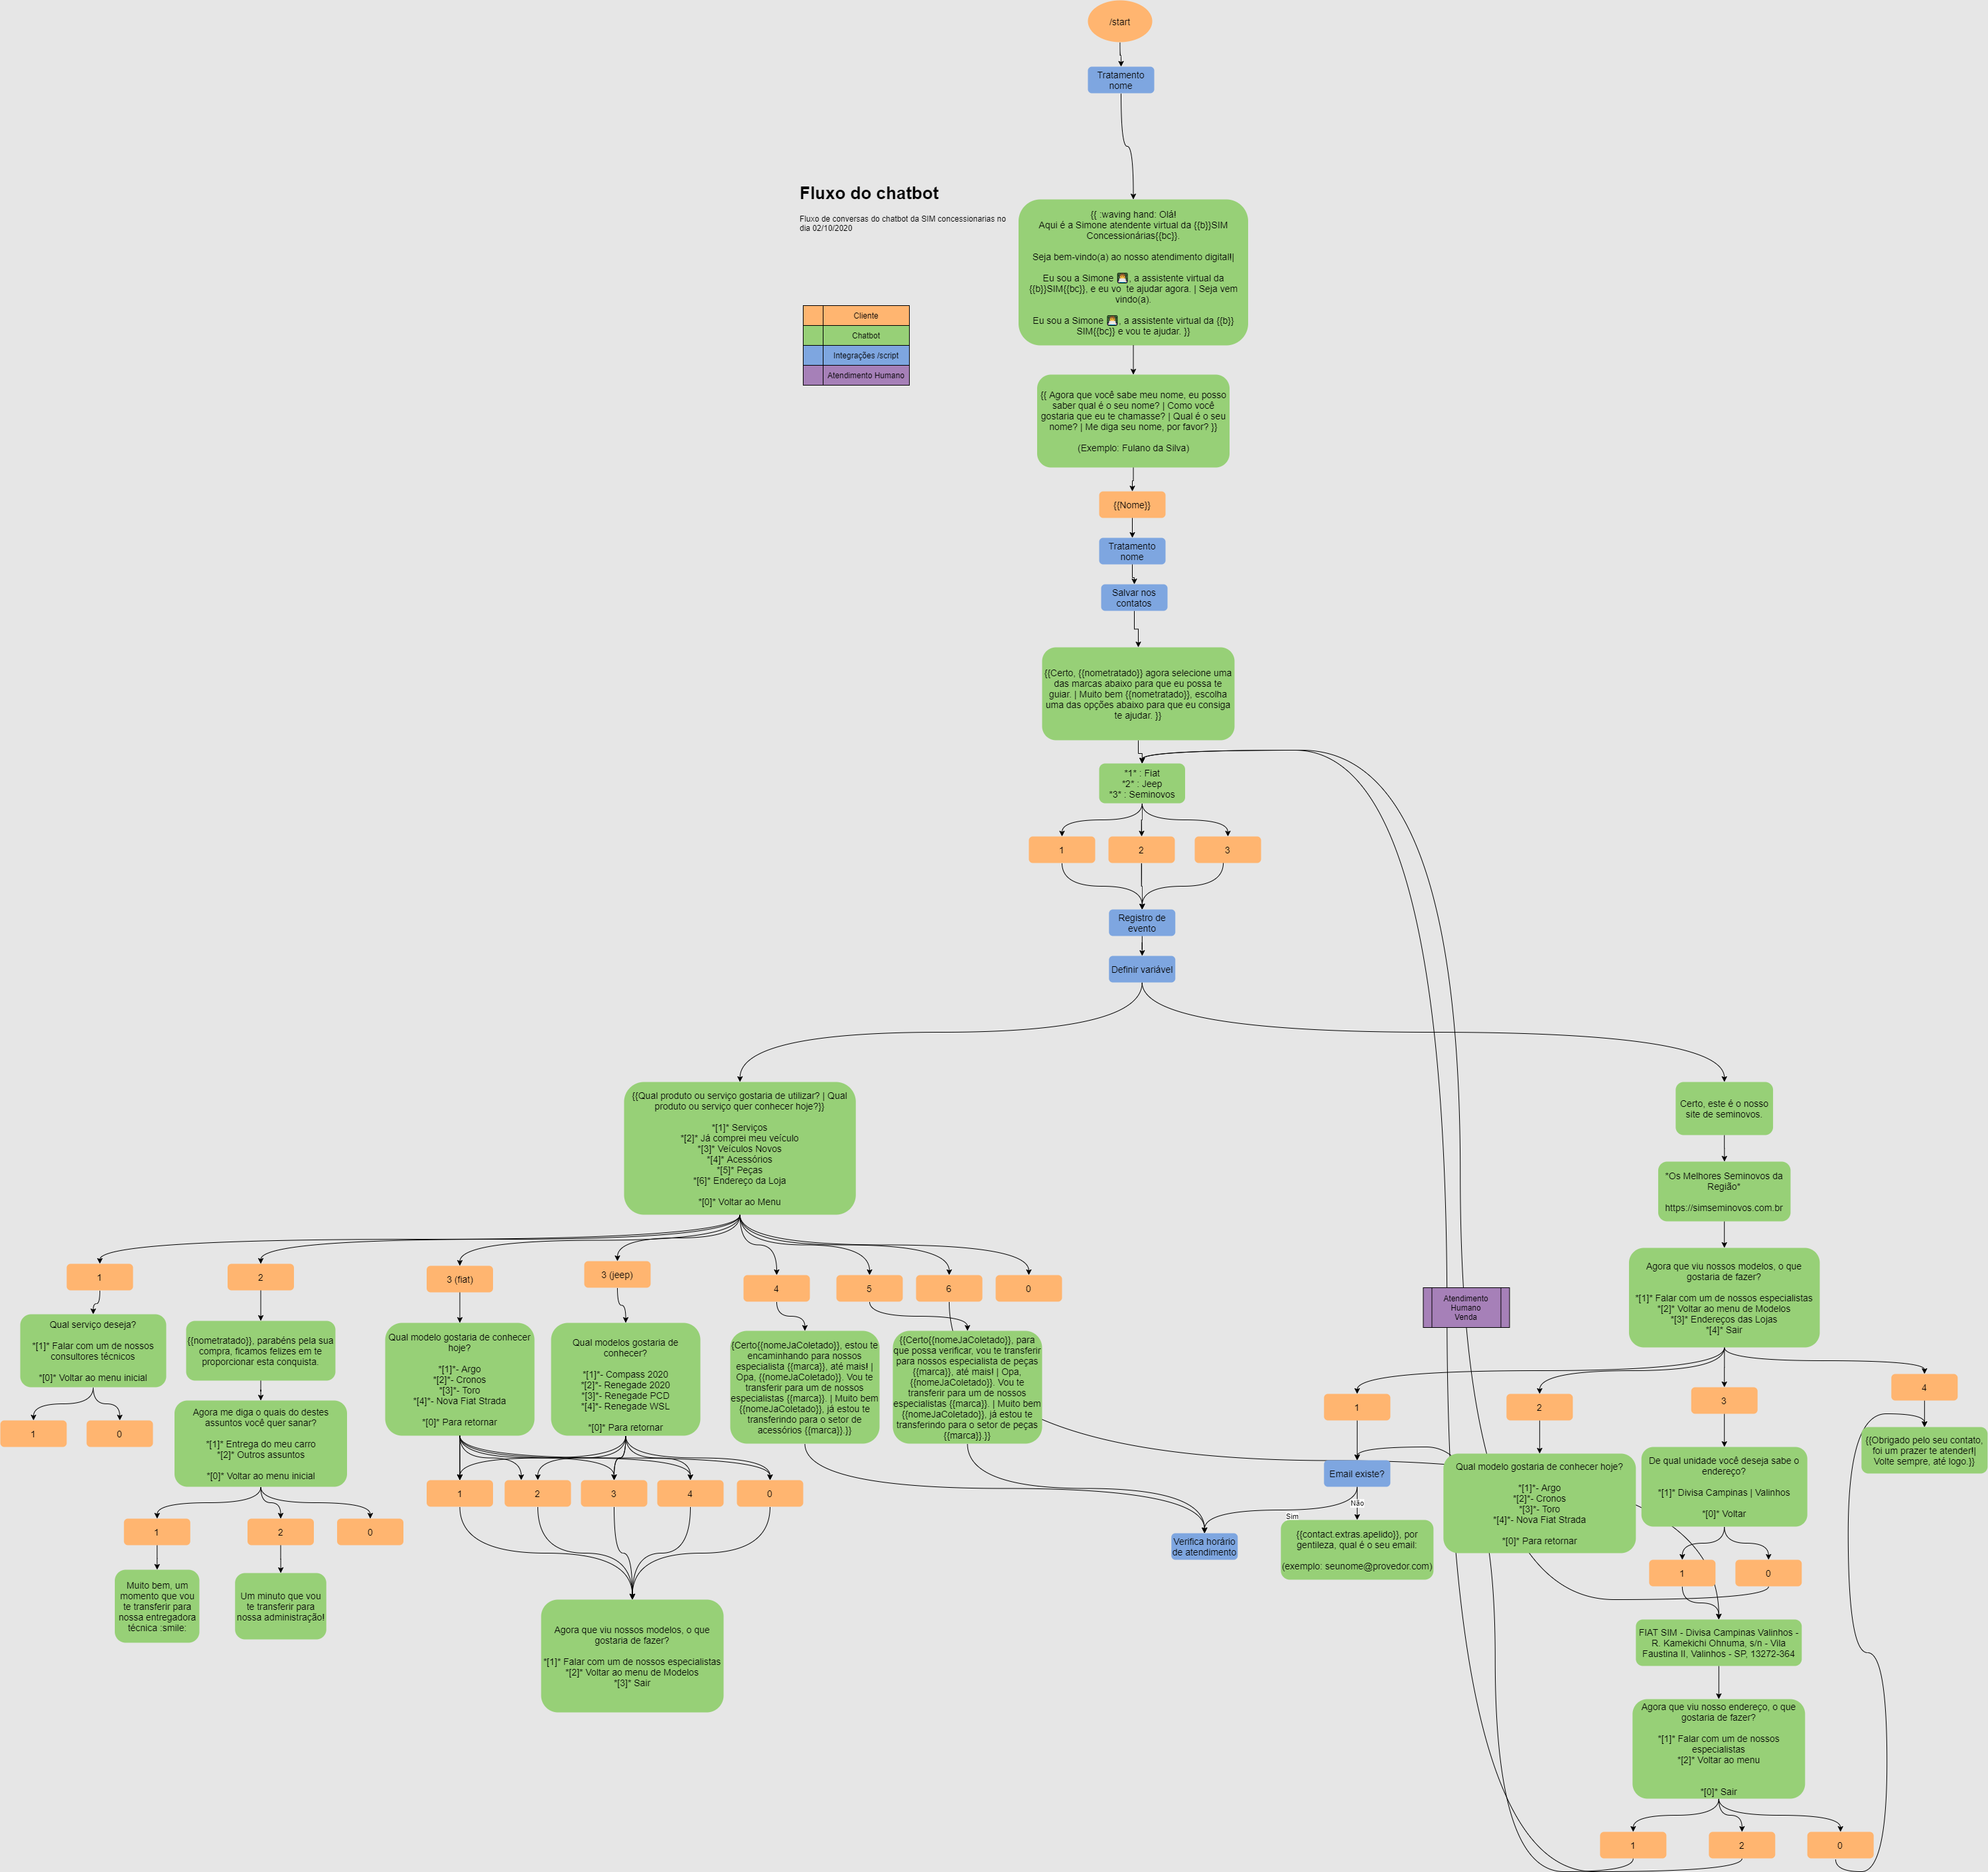 /start
Tratamento
nome
Fluxo do chatbot
Fluxo de conversas do chatbot da SIM concessionarias no
dia 02/10/2020
Cliente
Chatbot
Integrações /script
Atendimento Humano
{{ :waving hand: Olá!
Aqui é a Simone atendente virtual da {{b}}SIM
Concessionárias{{bc}}.
Seja bem-vindo(a) ao nosso atendimento digital!|
Eu sou a Simone 👩‍💼, a assistente virtual da
{{b}}SIM{{bc}}, e eu vo te ajudar agora. | Seja vem
vindo(a).
Eu sou a Simone 👩‍💼, a assistente virtual da {{b}}
SIM{{bc}} e vou te ajudar. }}
{{ Agora que você sabe meu nome, eu posso
saber qual é o seu nome? | Como você
gostaria que eu te chamasse? | Qual é o seu
nome? | Me diga seu nome, por favor? }}
(Exemplo: Fulano da Silva)
{{Nome}}
Tratamento
nome
Salvar nos
contatos
{{Certo, {{nometratado}} agora selecione uma
das marcas abaixo para que eu possa te
guiar. | Muito bem {{nometratado}}, escolha
uma das opções abaixo para que eu consiga
te ajudar. }}
"1" : Fiat
"2" : Jeep
"3" : Seminovos
1
2
3
Registro de
evento
Definir variável
{{Qual produto ou serviço gostaria de utilizar? | Qual
produto ou serviço quer conhecer hoje?}}
*[1]* Serviços
*[2]* Já comprei meu veículo
*[3]* Veículos Novos
*[4]* Acessórios
*[5]* Peças
*[6]* Endereço da Loja
*[0]* Voltar ao Menu
Certo, este é o nosso
site de seminovos.
*Os Melhores Seminovos da
Região*
https://simseminovos.com.br
Agora que viu nossos modelos, o que
gostaria de fazer?
*[1]* Falar com um de nossos especialistas
*[2]* Voltar ao menu de Modelos
*[3]* Endereços das Lojas
*[4]* Sair
1
2
3 (fiat)
3 (jeep)
4
5
6
0
Atendimento
Humano
Venda
Qual serviço deseja?
*[1]* Falar com um de nossos
consultores técnicos
*[0]* Voltar ao menu inicial
1
0
{{nometratado}}, parabéns pela sua
compra, ficamos felizes em te
proporcionar esta conquista.
Agora me diga o quais do destes
assuntos você quer sanar?
*[1]* Entrega do meu carro
*[2]* Outros assuntos
*[0]* Voltar ao menu inicial
1
2
0
Muito bem, um
momento que vou
te transferir para
nossa entregadora
técnica :smile:
Um minuto que vou
te transferir para
nossa administração!
Qual modelo gostaria de conhecer
hoje?
*[1]*- Argo
*[2]*- Cronos
*[3]*- Toro
*[4]*- Nova Fiat Strada
*[0]* Para retornar
Qual modelos gostaria de
conhecer?
*[1]*- Compass 2020
*[2]*- Renegade 2020
*[3]*- Renegade PCD
*[4]*- Renegade WSL
*[0]* Para retornar
1
2
3
4
0
Agora que viu nossos modelos, o que
gostaria de fazer?
*[1]* Falar com um de nossos especialistas
*[2]* Voltar ao menu de Modelos
*[3]* Sair
{Certo{{nomeJaColetado}}, estou te
encaminhando para nossos
especialista {{marca}}, até mais! |
Opa, {{nomeJaColetado}}. Vou te
transferir para um de nossos
especialistas {{marca}}. | Muito bem
{{nomeJaColetado}}, já estou te
transferindo para o setor de
acessórios {{marca}}.}}
{{Certo{{nomeJaColetado}}, para
que possa verificar, vou te transferir
para nossos especialista de peças
{{marca}}, até mais! | Opa,
{{nomeJaColetado}}. Vou te
transferir para um de nossos
especialistas {{marca}}. | Muito bem
{{nomeJaColetado}}, já estou te
transferindo para o setor de peças
{{marca}}.}}
Verifica horário
de atendimento
1
2
3
4
Email existe?
Não
Sim
{{contact.extras.apelido}}, por
gentileza, qual é o seu email:
(exemplo: seunome@provedor.com)
Qual modelo gostaria de conhecer hoje?
*[1]*- Argo
*[2]*- Cronos
*[3]*- Toro
*[4]*- Nova Fiat Strada
*[0]* Para retornar
De qual unidade você deseja sabe o
endereço?
*[1]* Divisa Campinas | Valinhos
*[0]* Voltar
{{Obrigado pelo seu contato,
foi um prazer te atender!|
Volte sempre, até logo.}}
1
0
FIAT SIM - Divisa Campinas Valinhos -
R. Kamekichi Ohnuma, s/n - Vila
Faustina II, Valinhos - SP, 13272-364
Agora que viu nosso endereço, o que
gostaria de fazer?
*[1]* Falar com um de nossos
especialistas
*[2]* Voltar ao menu
*[0]* Sair
1
2
0